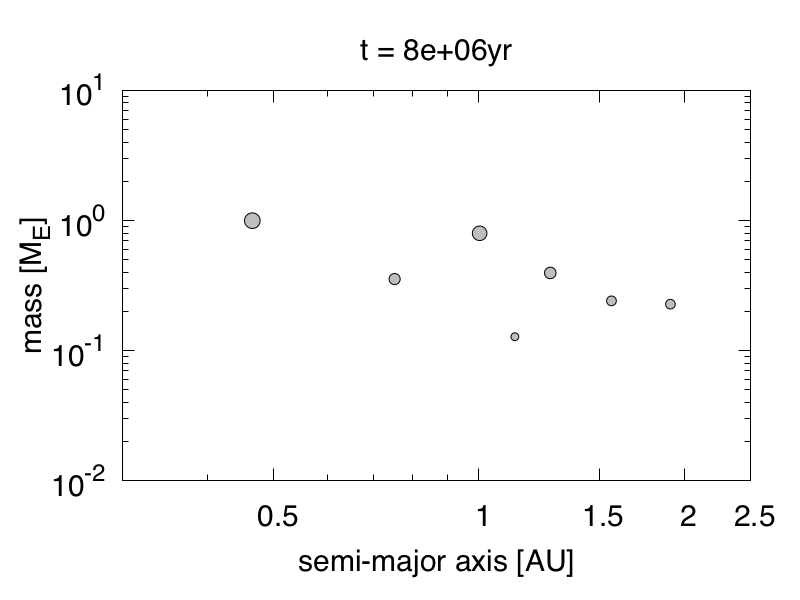 t = 8e+06yr
10^1
10^0
10^-1
10^-2
mass [M_E]
0.5 1 1.5 2 2.5
semi-major axis [AU]